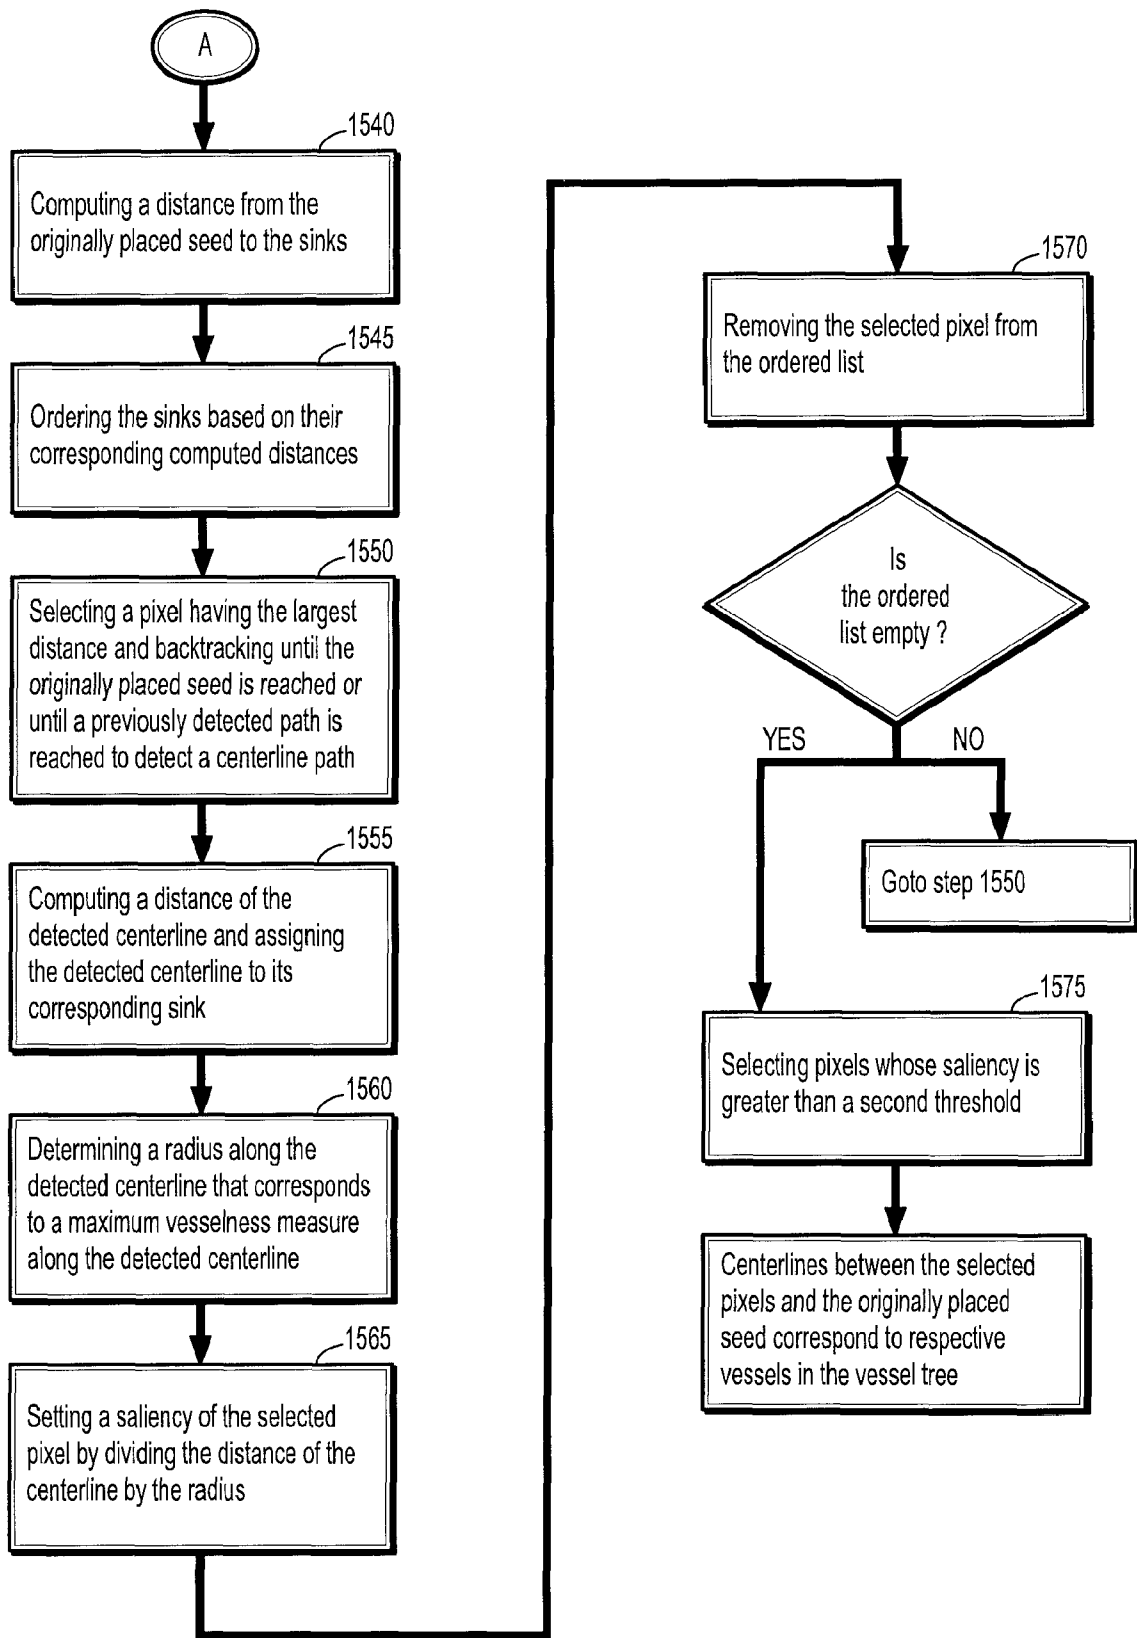 A
1540
Computing a distance from the
originally placed seed to the sinks
1545
Ordering the sinks based on their
corresponding computed distances
1550
Selecting a pixel having the largest
distance and backtracking until the
originally placed seed is reached or
until a previously detected path is
reached to detect a centerline path
1555
Computing a distance of the
detected centerline and assigning
the detected centerline to its
corresponding sink
1560
Determining a radius along the
detected centerline that corresponds
to a maximum vesselness measure
along the detected centerline
1565
Setting a saliency of the selected
pixel by dividing the distance of the
centerline by the radius
1570
Removing the selected pixel from
the ordered list
Is
the ordered
list empty ?
YES
NO
Goto step 1550
1575
Selecting pixels whose saliency is
greater than a second threshold
Centerlines between the selected
pixels and the originally placed
seed correspond to respective
vessels in the vessel tree